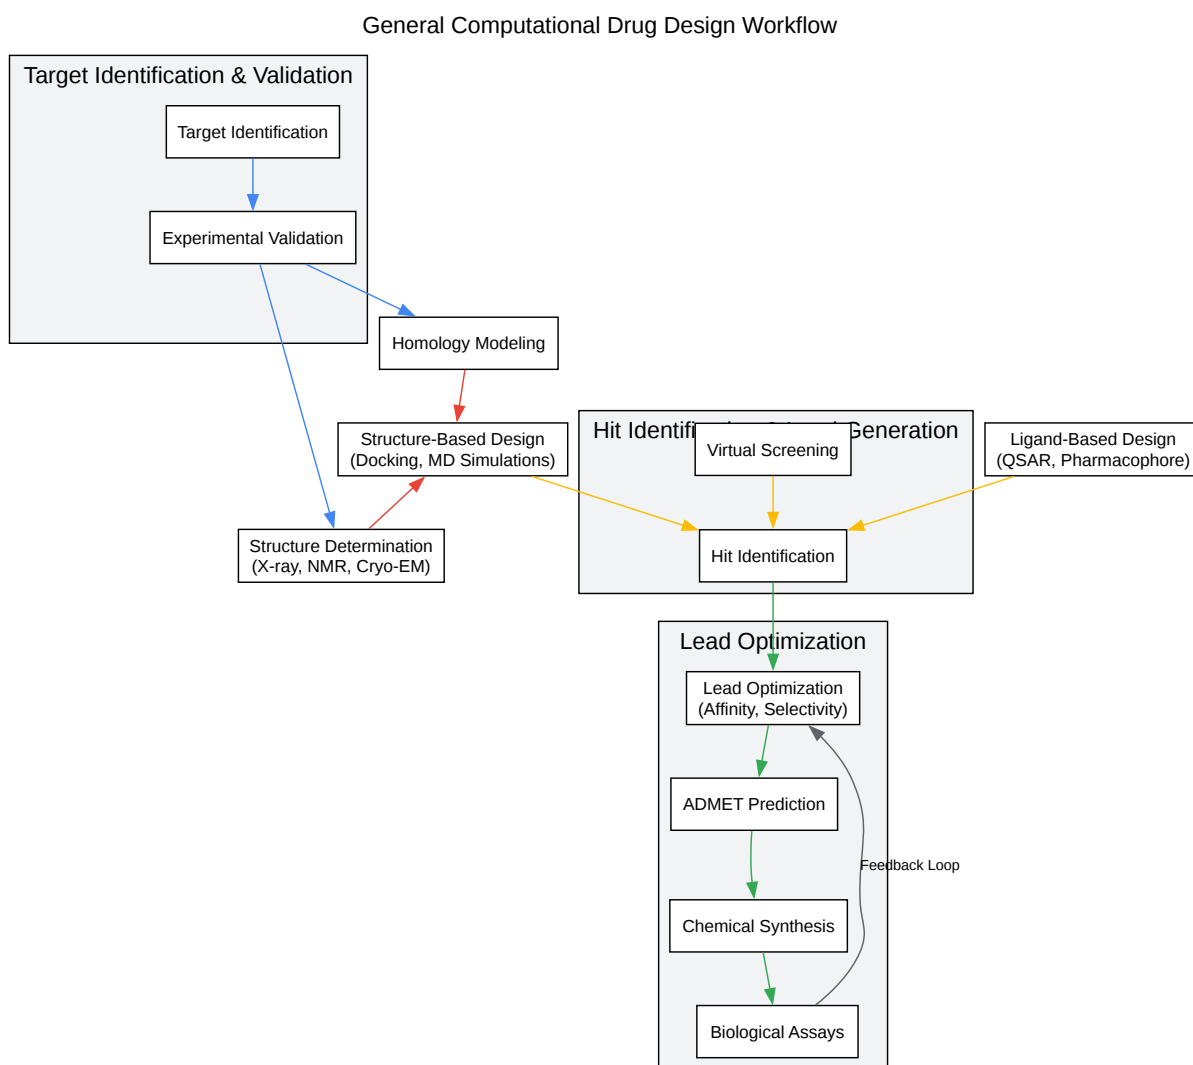 General Computational Drug Design Workflow
Target Identification & Validation
Target Identification
Experimental Validation
Homology Modeling
Structure-Based Design
(Docking, MD Simulations)
Structure Determination
(X-ray, NMR, Cryo-EM)
Hit Generation
Virtual Screening
Ligand-Based Design
(QSAR, Pharmacophore)
Hit Identification
Lead Optimization
Lead Optimization
(Affinity, Selectivity)
ADMET Prediction
Feedback Loop
Chemical Synthesis
Biological Assays